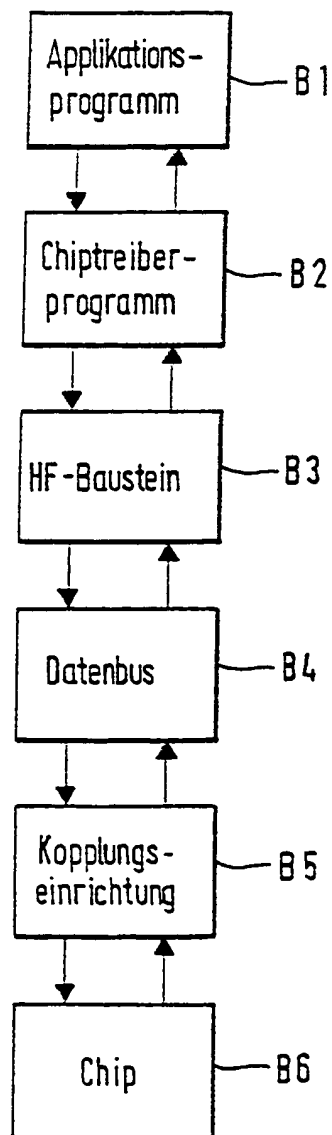 Applikations-
programm
B1
Chiptreiber-
programm
B2
HF-Baustein
B3
Datenbus
B4
Kopplungs-
einrichtung
B5
Chip
B6